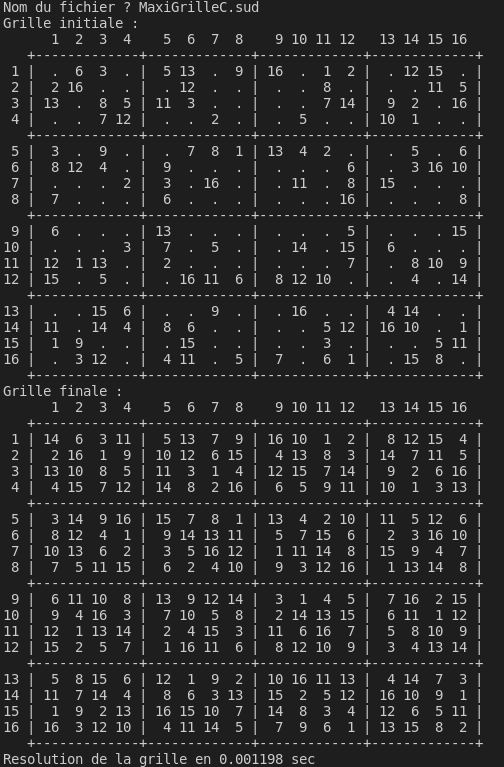 Nom du fichier ? MaxiGrilleC.sud
Grille initiale :
      1  2  3  4   5  6  7  8   9 10 11 12  13 14 15 16
   +-------------+-------------+-------------+-------------+
 1 |  .  6  3  . |  5 13  .  9 | 16  .  1  2 |  . 12 15  . |
 2 |  2 16  .  . |  . 12  .  . |  .  .  8  . |  .  . 11  5 |
 3 | 13  .  8  5 | 11  3  .  . |  .  .  7 14 |  9  2  . 16 |
 4 |  .  .  7 12 |  .  .  2  . |  .  5  .  . | 10  1  .  . |
   +-------------+-------------+-------------+-------------+
 5 |  3  .  9  . |  .  7  8  1 | 13  4  2  . |  .  5  .  6 |
 6 |  8 12  4  . |  9  .  .  . |  .  .  .  6 |  .  3 16 10 |
 7 |  .  .  .  2 |  3  . 16  . |  . 11  .  8 | 15  .  .  . |
 8 |  7  .  .  . |  6  .  .  . |  .  .  . 16 |  .  .  .  8 |
   +-------------+-------------+-------------+-------------+
 9 |  6  .  .  . | 13  .  .  . |  .  .  .  5 |  .  .  . 15 |
10 |  .  .  .  3 |  7  .  5  . |  . 14  . 15 |  6  .  .  . |
11 | 12  1 13  . |  2  .  .  . |  .  .  .  7 |  .  8 10  9 |
12 | 15  .  5  . |  . 16 11  6 |  8 12 10  . |  .  4  . 14 |
   +-------------+-------------+-------------+-------------+
13 |  .  . 15  6 |  .  .  9  . |  . 16  .  . |  4 14  .  . |
14 | 11  . 14  4 |  8  6  .  . |  .  .  5 12 | 16 10  .  1 |
15 |  1  9  .  . |  . 15  .  . |  .  .  3  . |  .  .  5 11 |
16 |  .  3 12  . |  4 11  .  5 |  7  .  6  1 |  . 15  8  . |
   +-------------+-------------+-------------+-------------+
Grille finale :
      1  2  3  4   5  6  7  8   9 10 11 12  13 14 15 16
   +-------------+-------------+-------------+-------------+
 1 | 14  6  3 11 |  5 13  7  9 | 16 10  1  2 |  8 12 15  4 |
 2 |  2 16  1  9 | 10 12  6 15 |  4 13  8  3 | 14  7 11  5 |
 3 | 13 10  8  5 | 11  3  1  4 | 12 15  7 14 |  9  2  6 16 |
 4 |  4 15  7 12 | 14  8  2 16 |  6  5  9 11 | 10  1  3 13 |
   +-------------+-------------+-------------+-------------+
 5 |  3 14  9 16 | 15  7  8  1 | 13  4  2 10 | 11  5 12  6 |
 6 |  8 12  4  1 |  9 14 13 11 |  5  7 15  6 |  2  3 16 10 |
 7 | 10 13  6  2 |  3  5 16 12 |  1 11 14  8 | 15  9  4  7 |
 8 |  7  5 11 15 |  6  2  4 10 |  9  3 12 16 |  1 13 14  8 |
   +-------------+-------------+-------------+-------------+
 9 |  6 11 10  8 | 13  9 12 14 |  3  1  4  5 |  7 16  2 15 |
10 |  9  4 16  3 |  7 10  5  8 |  2 14 13 15 |  6 11  1 12 |
11 | 12  1 13 14 |  2  4 15  3 | 11  6 16  7 |  5  8 10  9 |
12 | 15  2  5  7 |  1 16 11  6 |  8 12 10  9 |  3  4 13 14 |
   +-------------+-------------+-------------+-------------+
13 |  5  8 15  6 | 12  1  9  2 | 10 16 11 13 |  4 14  7  3 |
14 | 11  7 14  4 |  8  6  3 13 | 15  2  5 12 | 16 10  9  1 |
15 |  1  9  2 13 | 16 15 10  7 | 14  8  3  4 | 12  6  5 11 |
16 | 16  3 12 10 |  4 11 14  5 |  7  9  6  1 | 13 15  8  2 |
   +-------------+-------------+-------------+-------------+
Resolution de la grille en 0.001198 sec